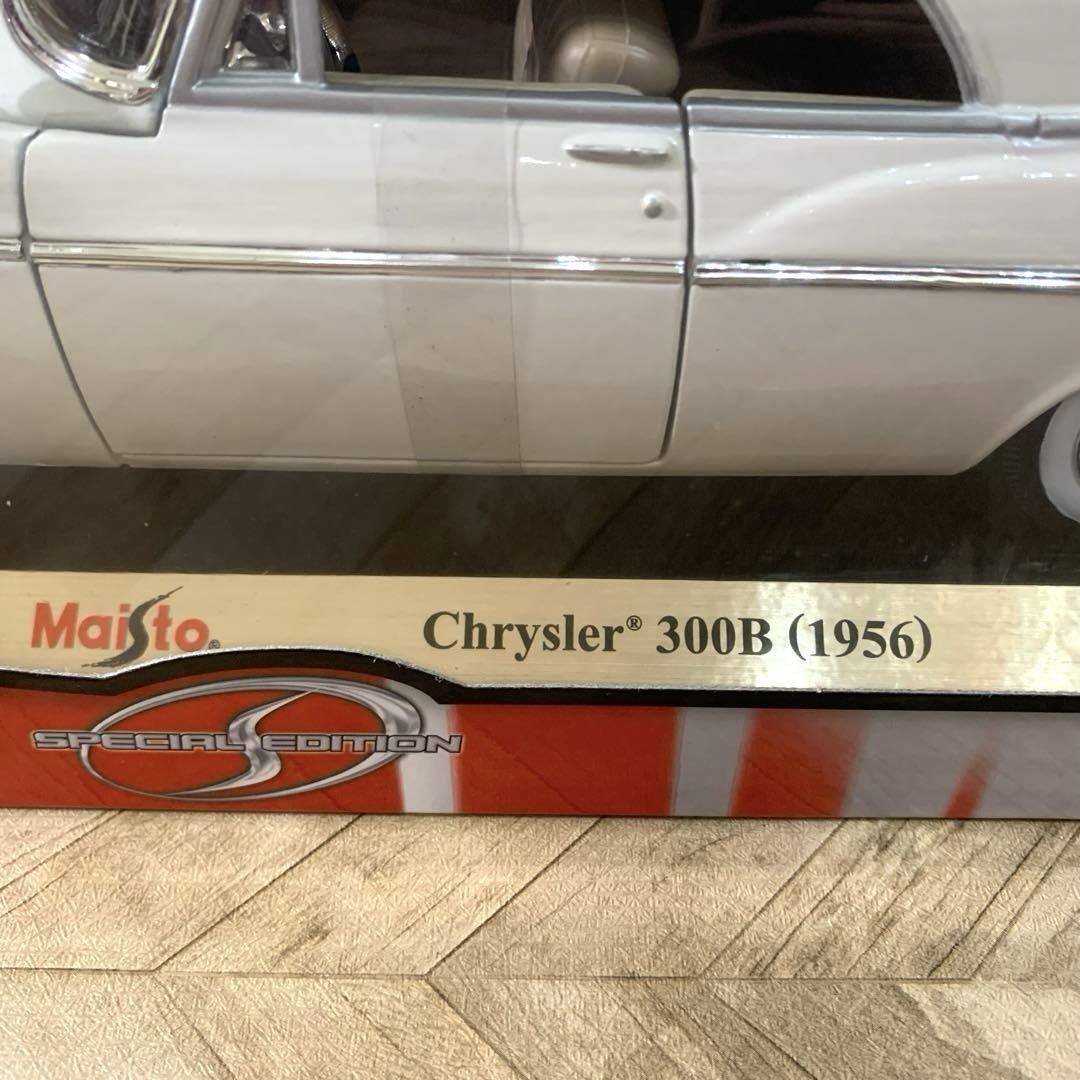 Maisto®
Chrysler® 300B (1956)
SPECIAL EDITION